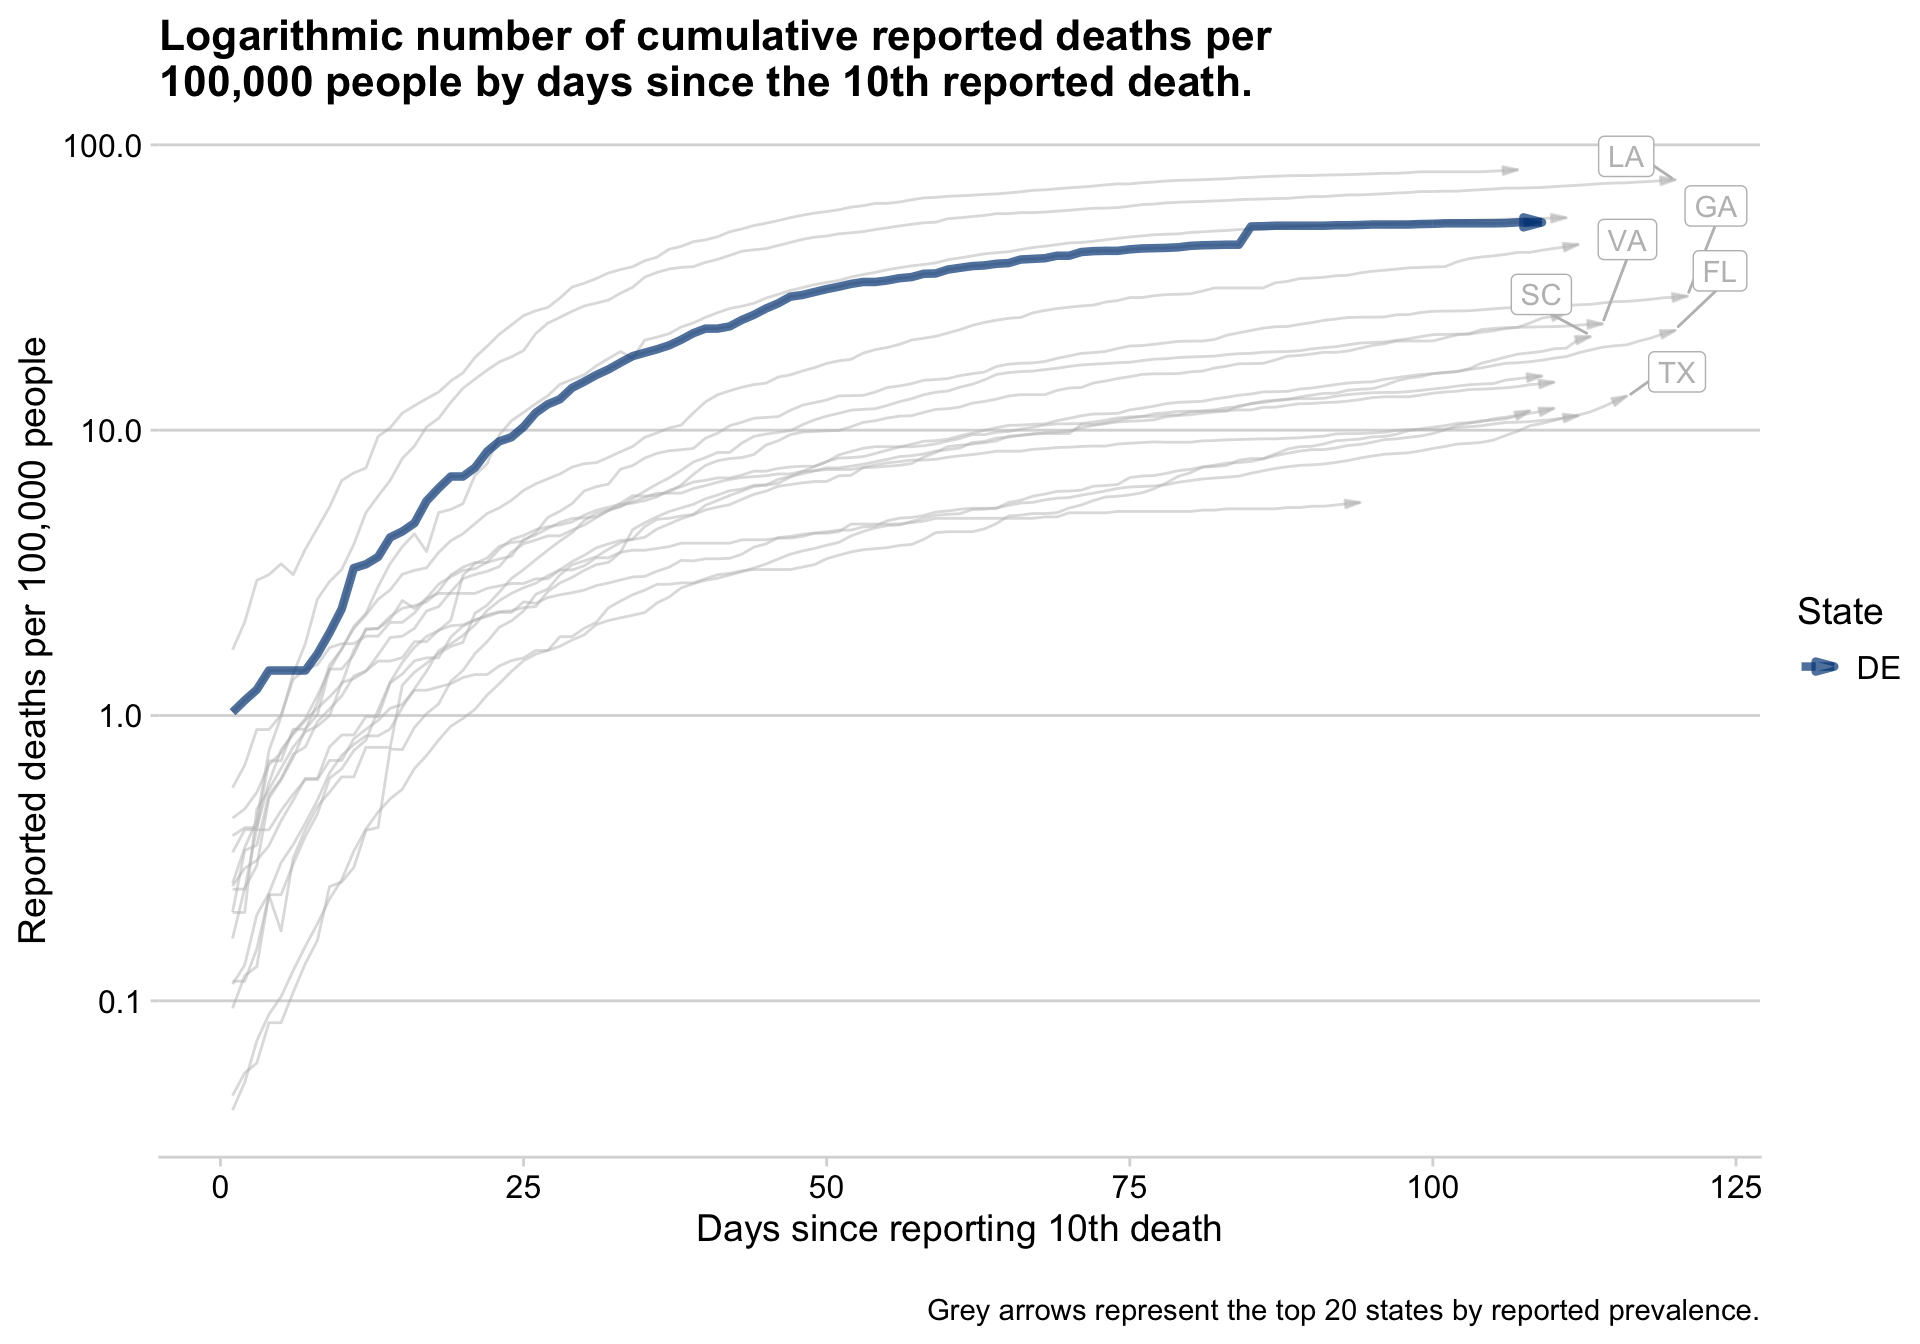 Logarithmic number of cumulative reported deaths per
100,000 people by days since the 10th reported death.
Reported deaths per 100,000 people
100.0
10.0
1.0
0.1
LA
GA
VA
FL
SC
TX
State
DE
0 25 50 75 100 125
Days since reporting 10th death
Grey arrows represent the top 20 states by reported prevalence.